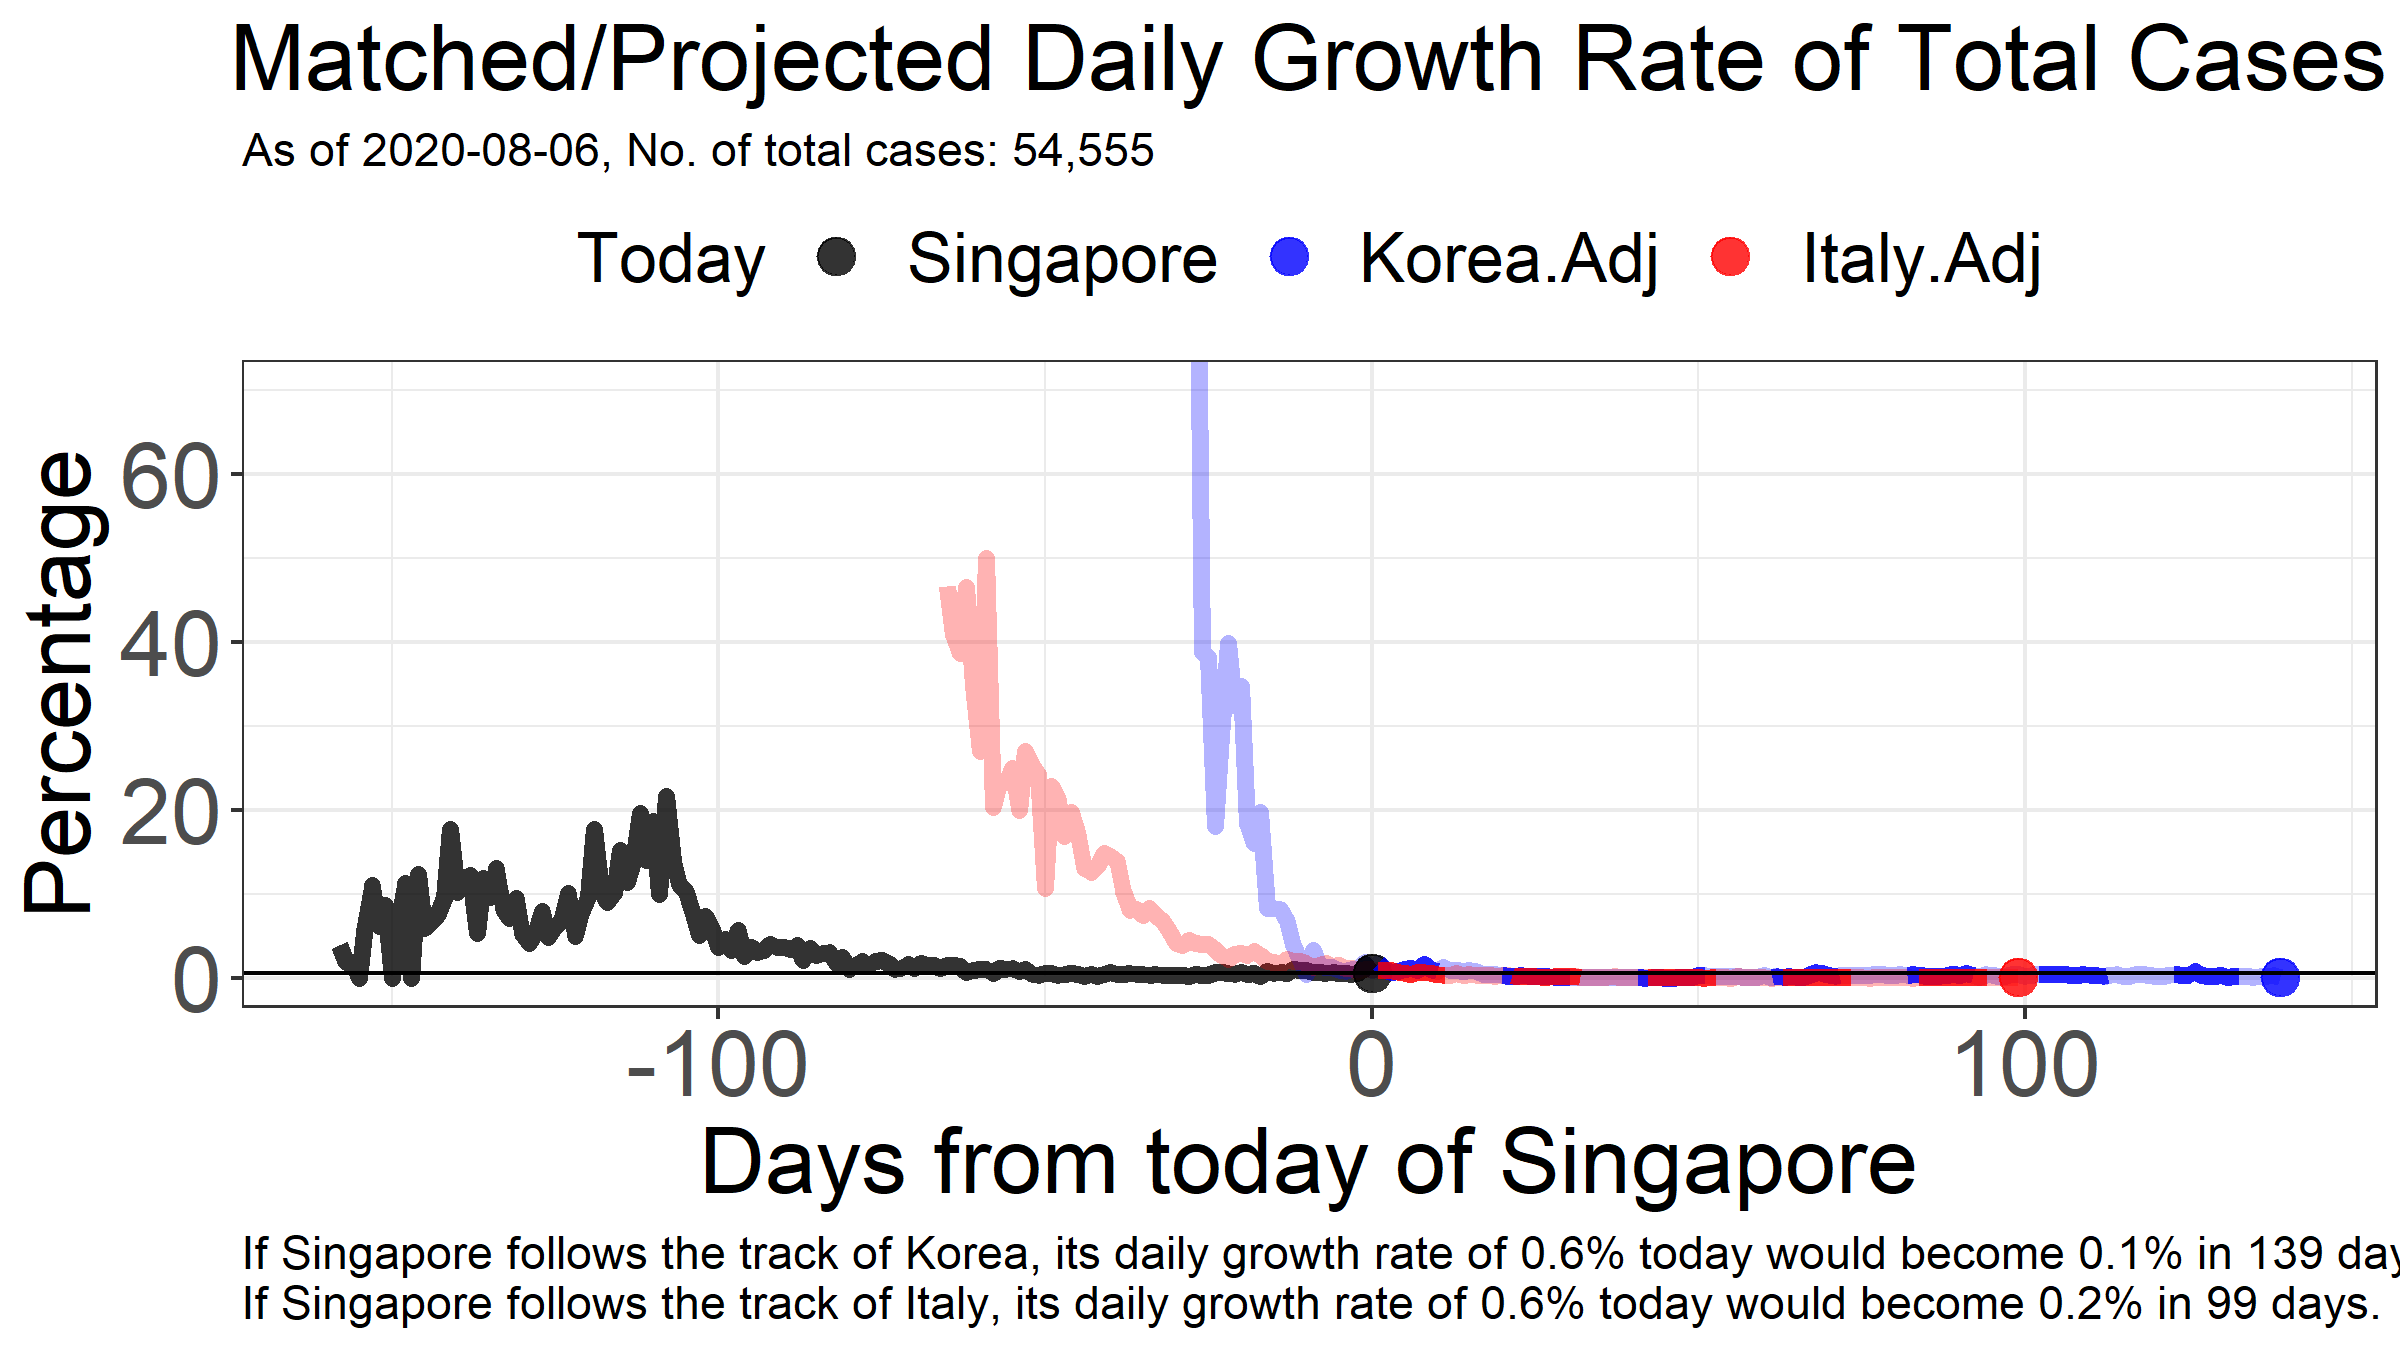 Matched/Projected Daily Growth Rate of Total Cases
As of 2020-08-06, No. of total cases: 54,555
Today Singapore Korea.Adj Italy.Adj
Percentage
60
40
20
0
-100 0 100
Days from today of Singapore
If Singapore follows the track of Korea, its daily growth rate of 0.6% today would become 0.1% in 139 day
If Singapore follows the track of Italy, its daily growth rate of 0.6% today would become 0.2% in 99 days.